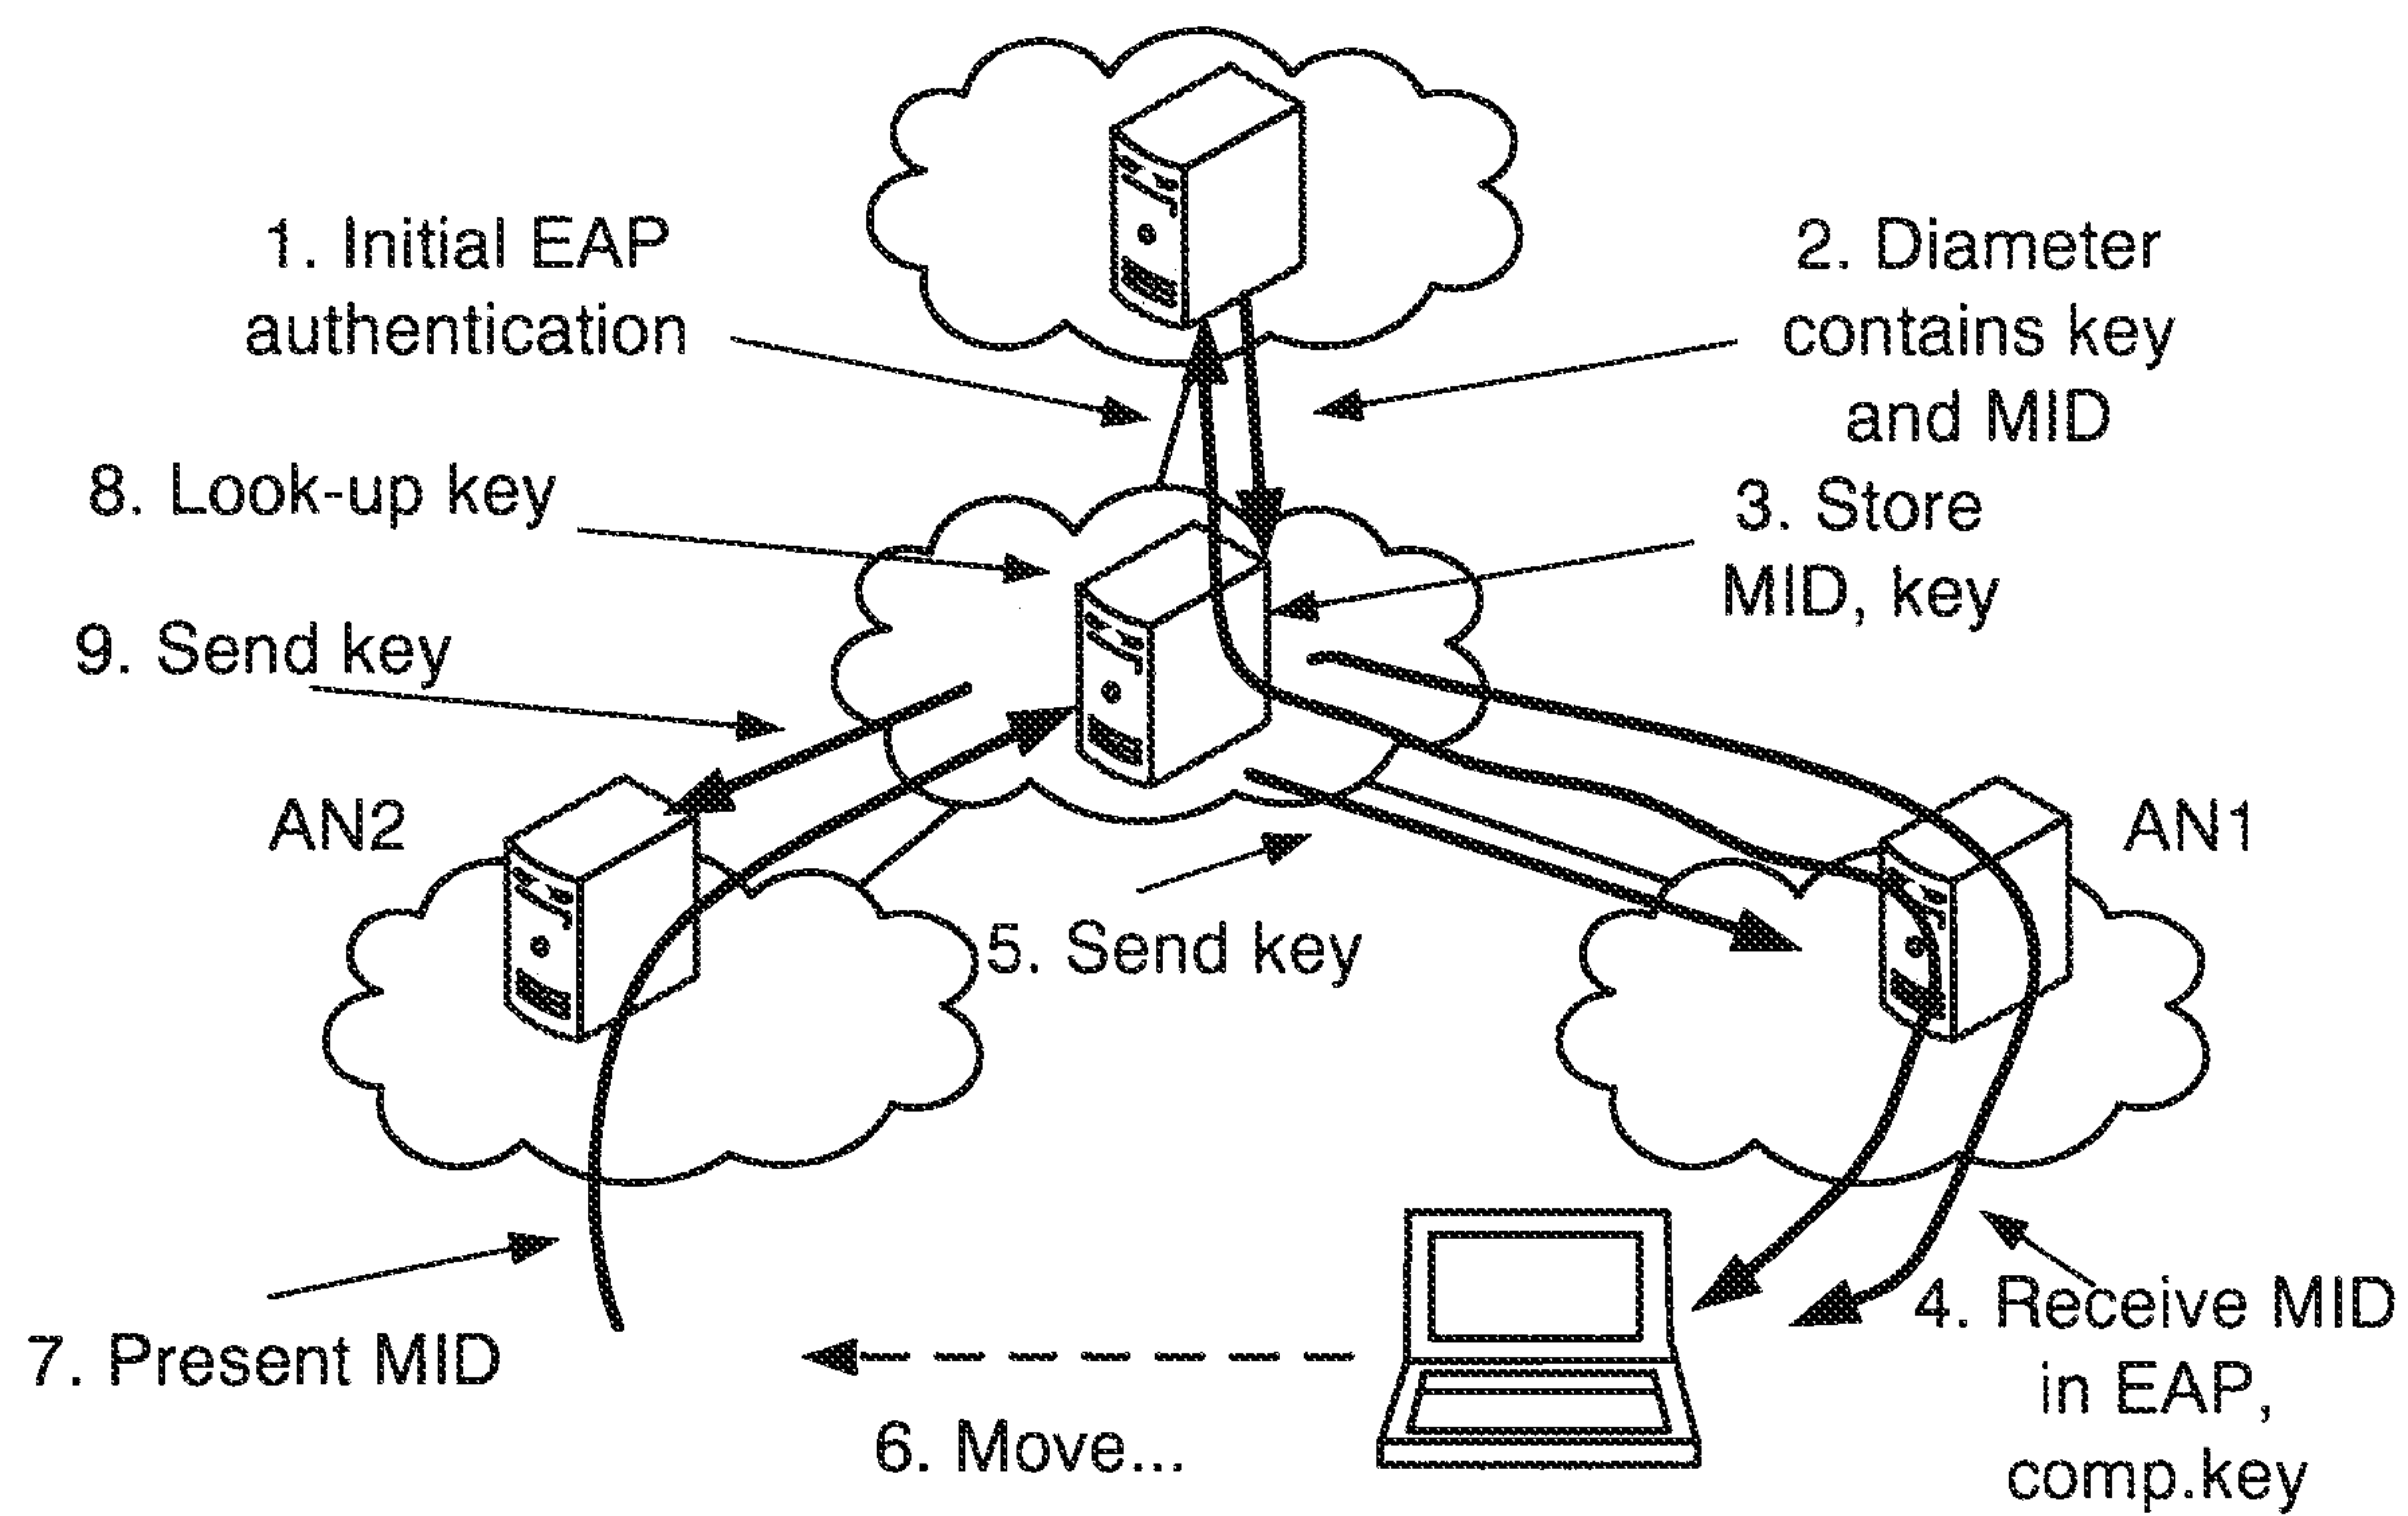 1. Initial EAP
authentication
2. Diameter
contains key
and MID
8. Look-up key
3. Store
MID, key
9. Send key
AN2
AN1
5. Send key
7. Present MID
6. Move...
4. Receive MID
in EAP,
comp.key